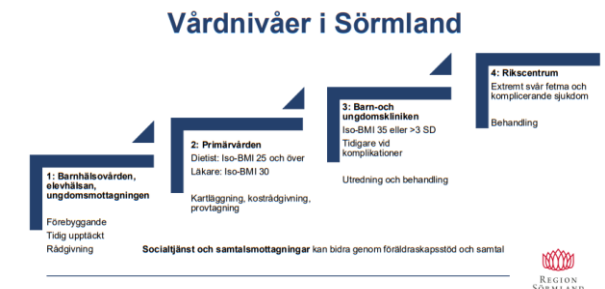 Vårdnivåer i Sörmland
1: Barnhälsovården,
elevhälsan,
ungdomsmottagningen
Förebyggande
Tidig upptäckt
Rådgivning
2: Primärvården
Dietist: Iso-BMI 25 och över
Läkare: Iso-BMI 30
Kartläggning, kostrådgivning,
provtagning
3: Barn-och
ungdomskliniken
Iso-BMI 35 eller >3 SD
Tidigare vid
komplikationer
Utredning och behandling
4: Rikscentrum
Extremt svår fetma och
komplicerande sjukdom
Behandling
Socialtjänst och samtalsmottagningar kan bidra genom föräldraskapsstöd och samtal
REGION
SÖRMLAND